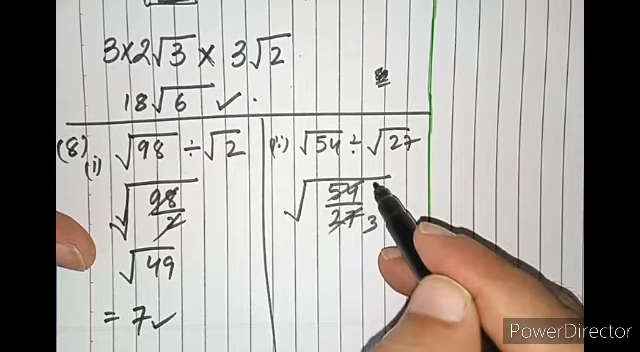 3×2√3 × 3√2
18√6 ✓.
(8) (i) √98 ÷ √2
√98/2
√49
= 7✓
(ii) √54 ÷ √27
√54/27 3
PowerDirector